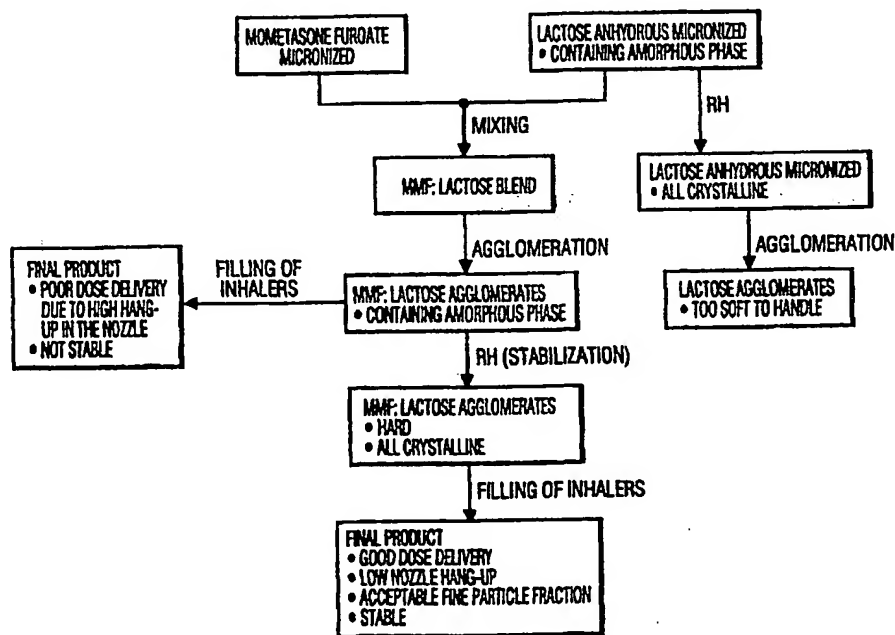 MOMETASONE FUROATE
MICRONIZED
LACTOSE ANHYDROUS MICRONIZED
• CONTAINING AMORPHOUS PHASE
MIXING
RH
MMF: LACTOSE BLEND
LACTOSE ANHYDROUS MICRONIZED
• ALL CRYSTALLINE
AGGLOMERATION
AGGLOMERATION
FINAL PRODUCT
• POOR DOSE DELIVERY
DUE TO HIGH HANG-
UP IN THE NOZZLE
• NOT STABLE
FILLING OF
INHALERS
MMF: LACTOSE AGGLOMERATES
• CONTAINING AMORPHOUS PHASE
LACTOSE AGGLOMERATES
• TOO SOFT TO HANDLE
RH (STABILIZATION)
MMF: LACTOSE AGGLOMERATES
• HARD
• ALL CRYSTALLINE
FILLING OF INHALERS
FINAL PRODUCT
• GOOD DOSE DELIVERY
• LOW NOZZLE HANG-UP
• ACCEPTABLE FINE PARTICLE FRACTION
• STABLE